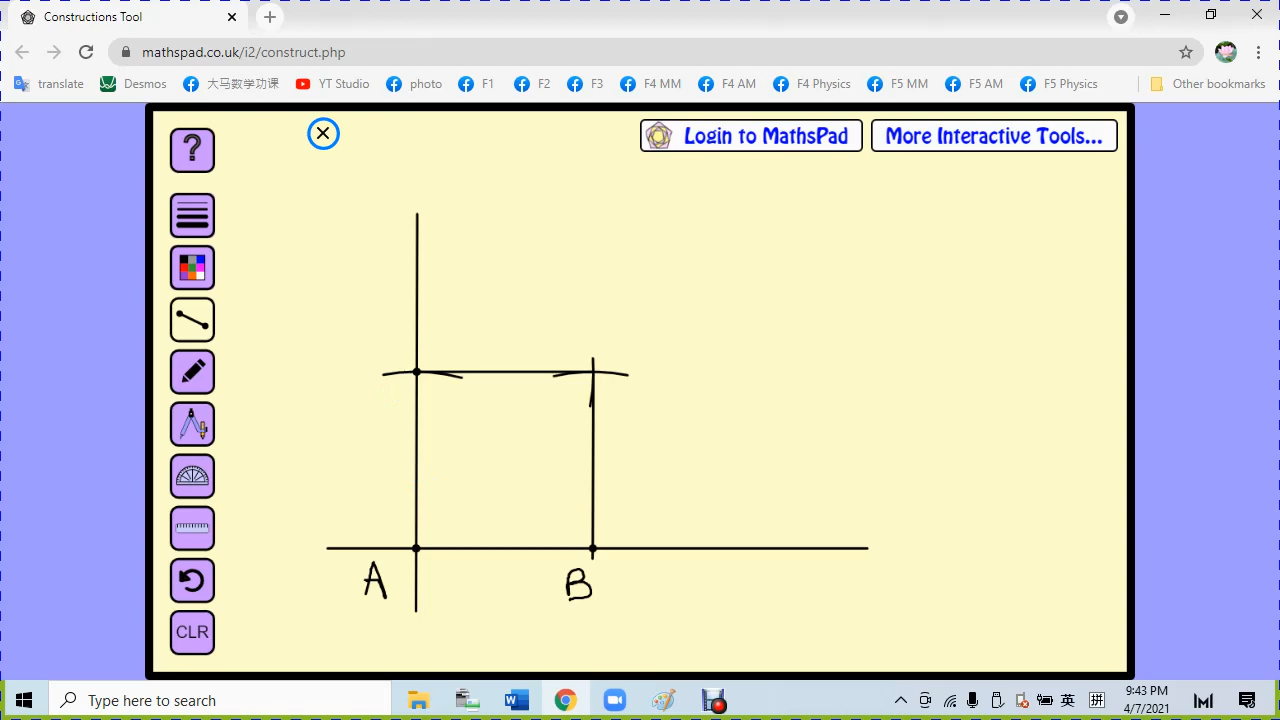 Constructions Tool
mathspad.co.uk/i2/construct.php
translate Desmos 大马数学功课 YT Studio photo F1 F2 F3 F4 MM F4 AM Physics F5 MM F5 AM F5 Physics Other bookmarks
? Login to MathsPad More Interactive Tools...
A B
CLR
Type here to search
英 拼 9:43 PM
4/7/2021